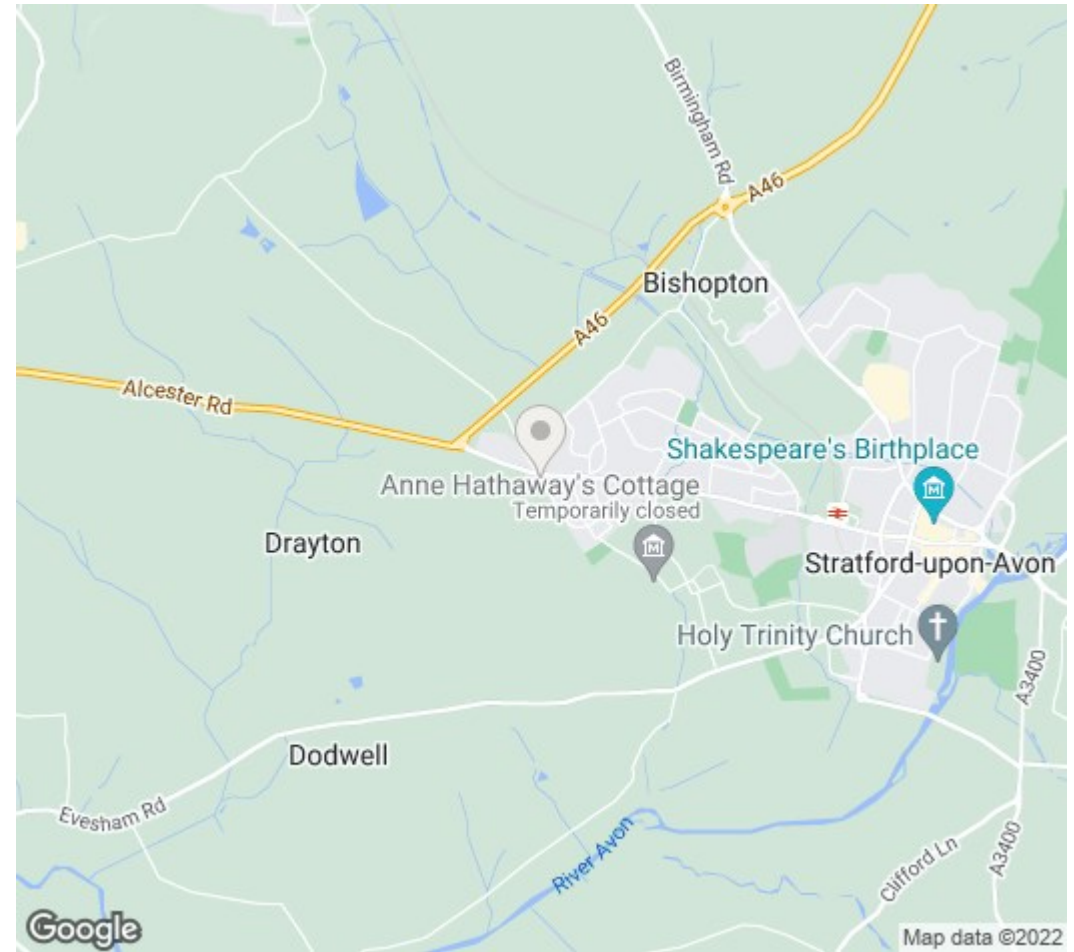 Birmingham Rd
A46
Bishopton
A46
Alcester Rd
Shakespeare's Birthplace
Anne Hathaway's Cottage
Temporarily closed
Drayton
Stratford-upon-Avon
Holy Trinity Church
A3400
Dodwell
Evesham Rd
River Avon
Clifford Ln
A3400
Google
Map data ©2022